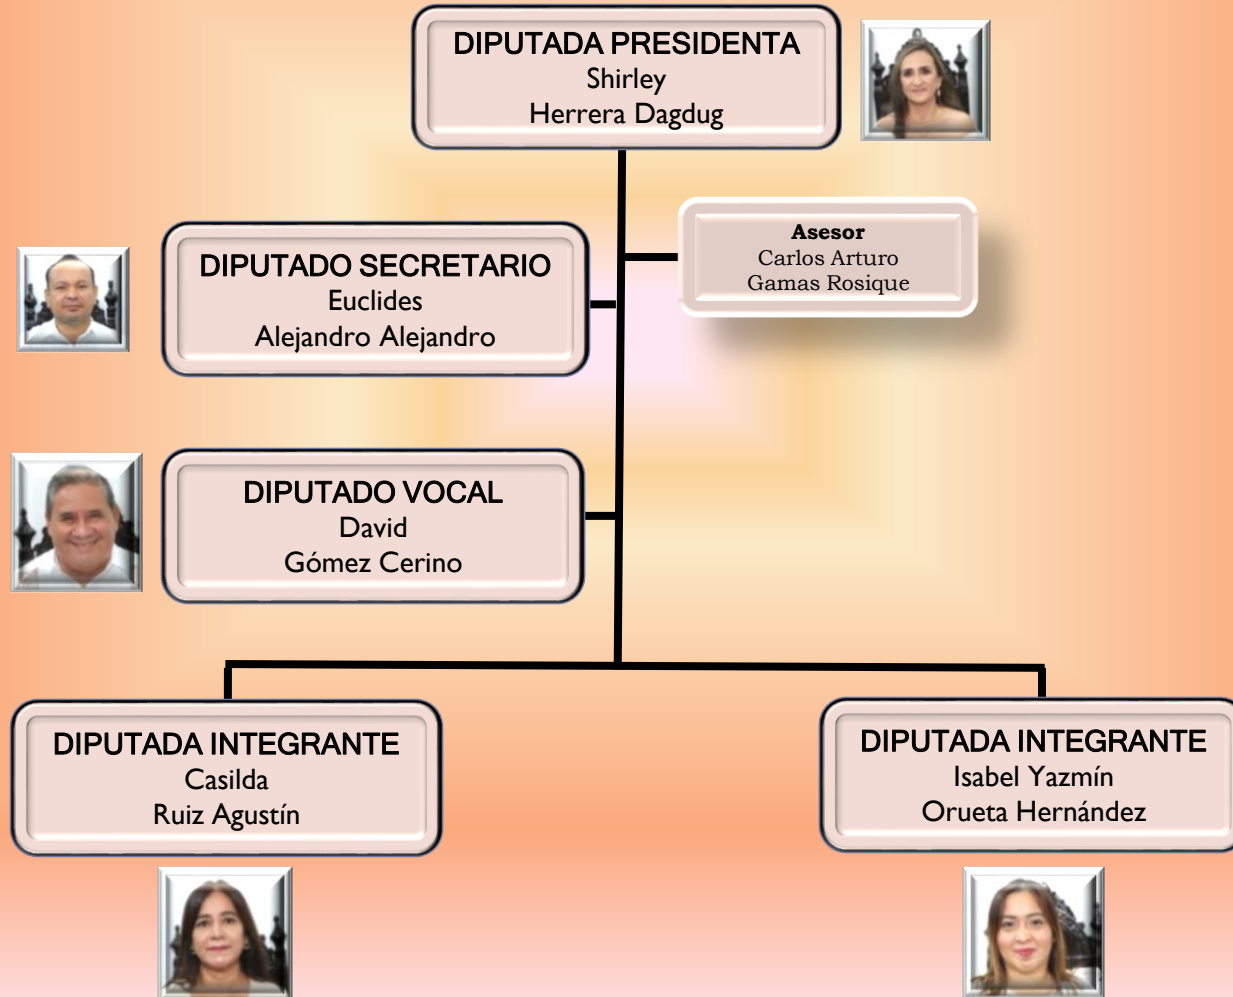 DIPUTADA PRESIDENTA
Shirley
Herrera Dagdug
Asesor
Carlos Arturo
Gamas Rosique
DIPUTADO SECRETARIO
Euclides
Alejandro Alejandro
DIPUTADO VOCAL
David
Gómez Cerino
DIPUTADA INTEGRANTE
Casilda
Ruiz Agustín
DIPUTADA INTEGRANTE
Isabel Yazmín
Orueta Hernández